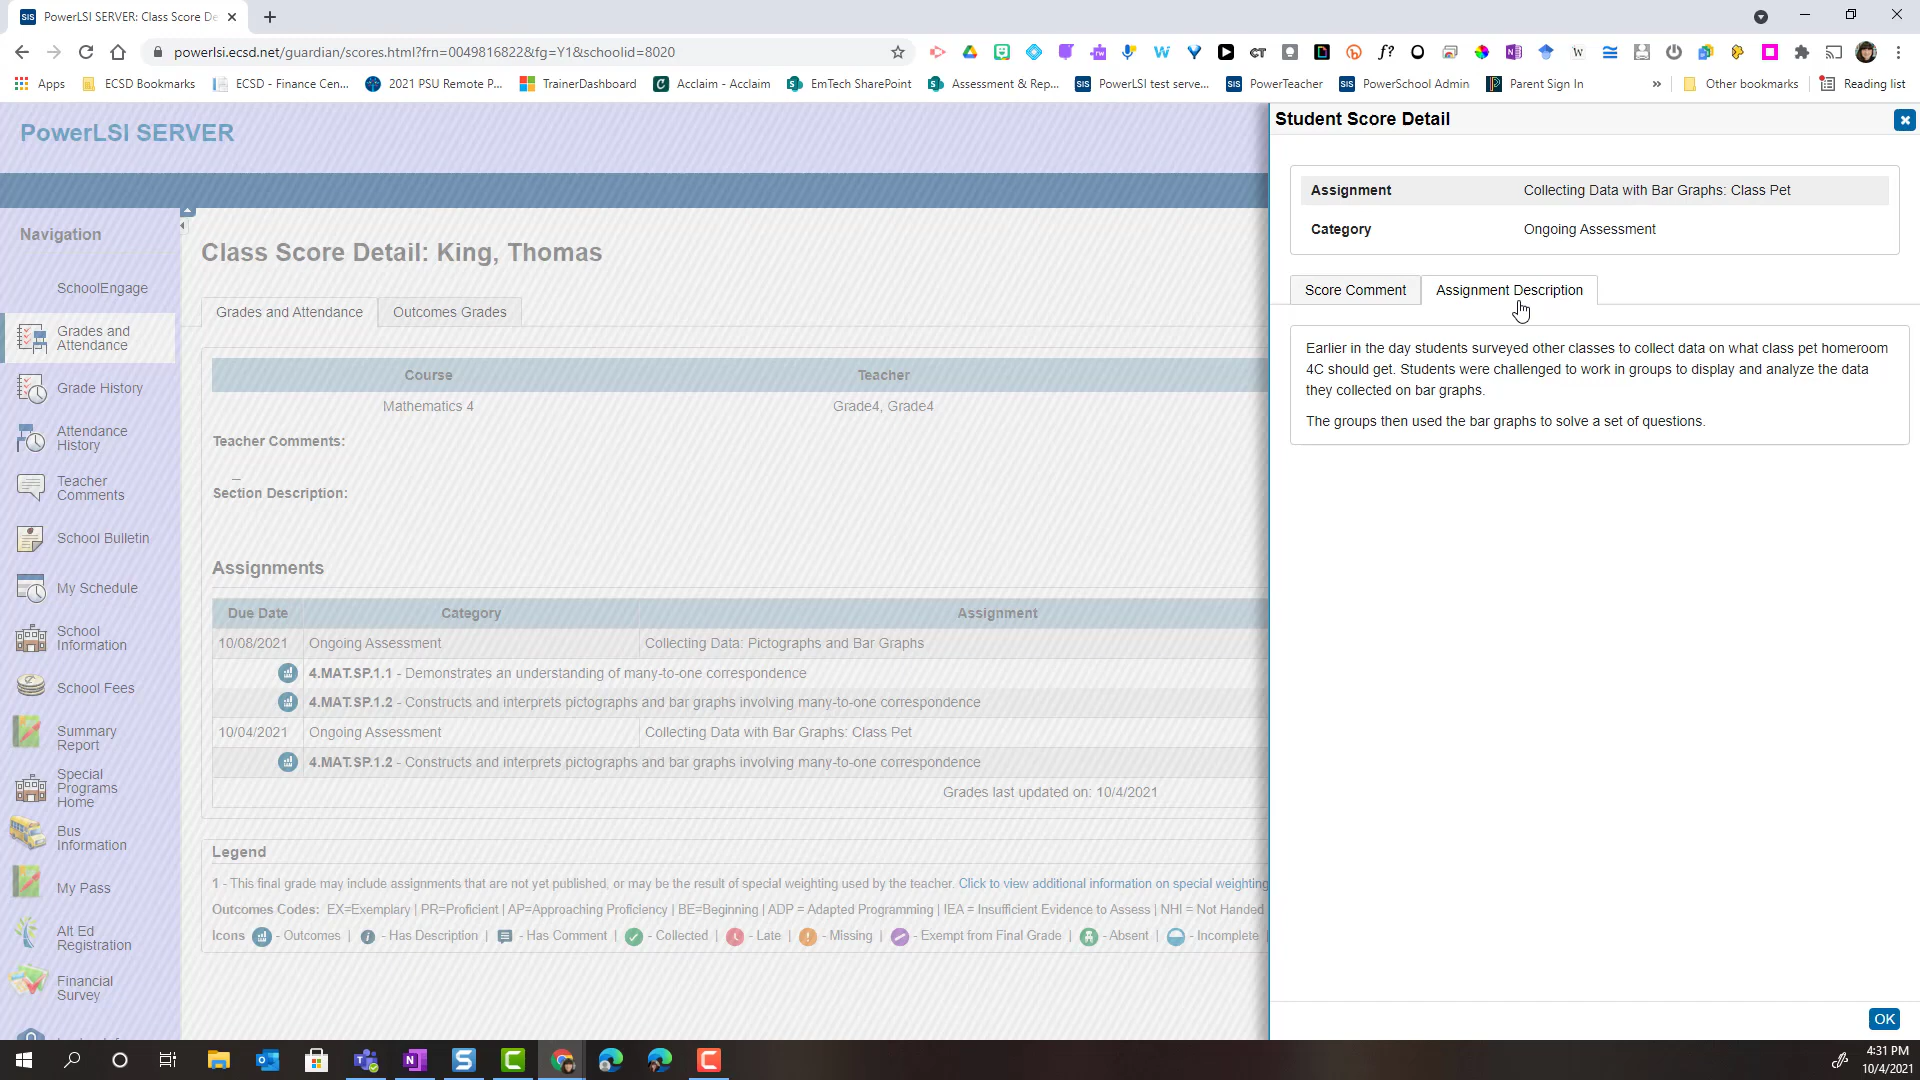 PowerLSI SERVER: Class Score De
powerlsi.ecsd.net/guardian/scores.html?frn=0049816822&fg=Y1&schoolid=8020
Apps
ECSD Bookmarks
ECSD - Finance Cen...
2021 PSU Remote P...
TrainerDashboard
Acclaim - Acclaim
EmTech SharePoint
Assessment & Rep...
PowerLSI test serve...
PowerTeacher
PowerSchool Admin
Parent Sign In
»
Other bookmarks
Reading list
PowerLSI SERVER
Navigation
SchoolEngage
Grades and
Attendance
Grade History
Attendance
History
Teacher
Comments
School Bulletin
My Schedule
School
Information
School Fees
Summary
Report
Special
Programs
Home
Bus
Information
My Pass
Alt Ed
Registration
Financial
Survey
Class Score Detail: King, Thomas
Grades and Attendance
Outcomes Grades
Course
Teacher
Mathematics 4
Grade4, Grade4
Teacher Comments:
Section Description:
Assignments
Due Date
Category
Assignment
10/08/2021
Ongoing Assessment
Collecting Data: Pictographs and Bar Graphs
4.MAT.SP.1.1 - Demonstrates an understanding of many-to-one correspondence
4.MAT.SP.1.2 - Constructs and interprets pictographs and bar graphs involving many-to-one correspondence
10/04/2021
Ongoing Assessment
Collecting Data with Bar Graphs: Class Pet
4.MAT.SP.1.2 - Constructs and interprets pictographs and bar graphs involving many-to-one correspondence
Grades last updated on: 10/4/2021
Legend
1 - This final grade may include assignments that are not yet published, or may be the result of special weighting used by the teacher. Click to view additional information on special weighting
Outcomes Codes: EX=Exemplary | PR=Proficient | AP=Approaching Proficiency | BE=Beginning | ADP = Adapted Programming | IEA = Insufficient Evidence to Assess | NHI = Not Handed
Icons - Outcomes | - Has Description | - Has Comment | - Collected | - Late | - Missing | - Exempt from Final Grade | - Absent | - Incomplete |
Student Score Detail
Assignment
Collecting Data with Bar Graphs: Class Pet
Category
Ongoing Assessment
Score Comment
Assignment Description
Earlier in the day students surveyed other classes to collect data on what class pet homeroom
4C should get. Students were challenged to work in groups to display and analyze the data
they collected on bar graphs.
The groups then used the bar graphs to solve a set of questions.
OK
4:31 PM
10/4/2021